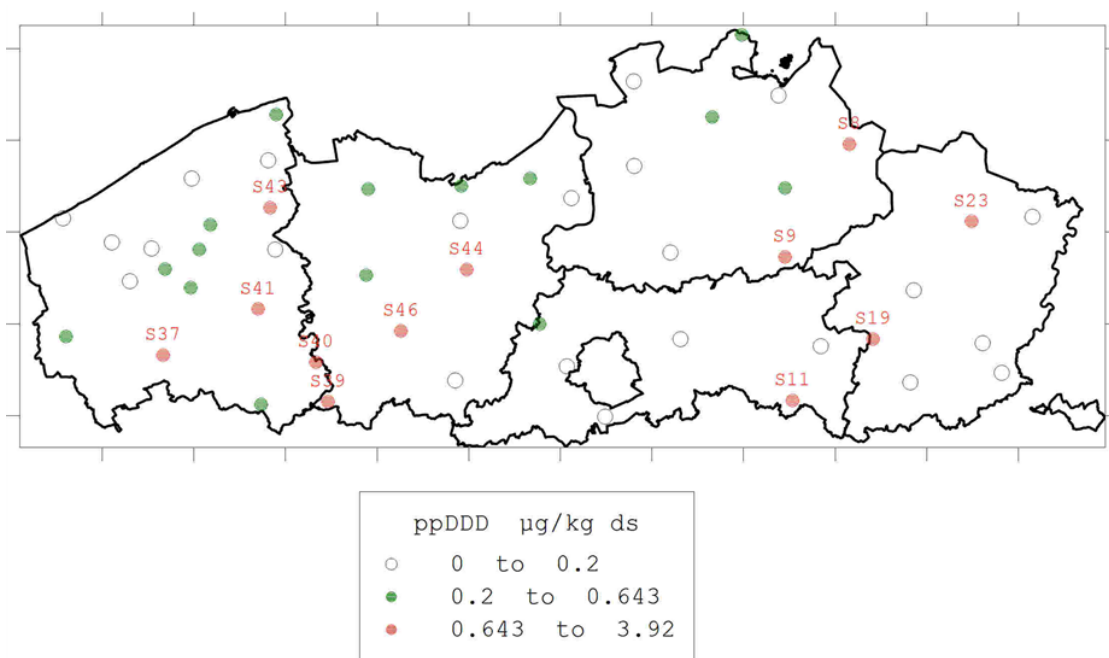 S8
S43
S23
S44
S9
S41
S19
S46
S37
S40
S39
S11
ppDDD µg/kg ds
0 to 0.2
0.2 to 0.643
0.643 to 3.92